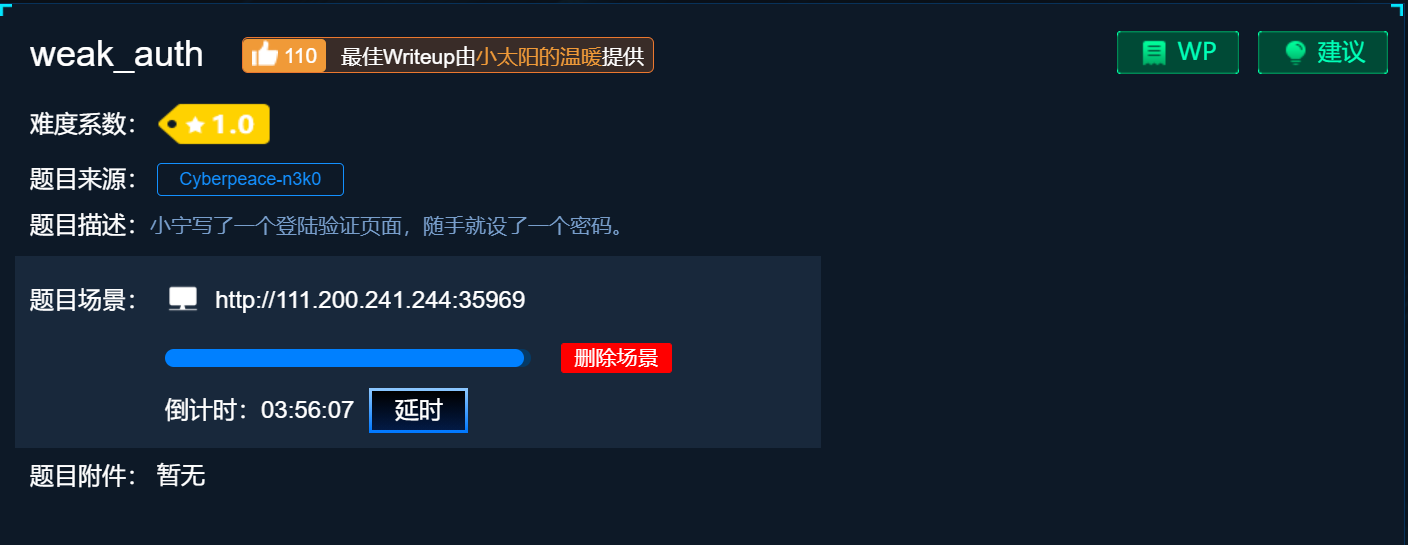 weak_auth 110 最佳Writeup由小太阳的温暖提供 WP 建议
难度系数： 1.0
题目来源： Cyberpeace-n3k0
题目描述：小宁写了一个登陆验证页面，随手就设了一个密码。
题目场景： http://111.200.241.244:35969
删除场景
倒计时：03:56:07 延时
题目附件： 暂无